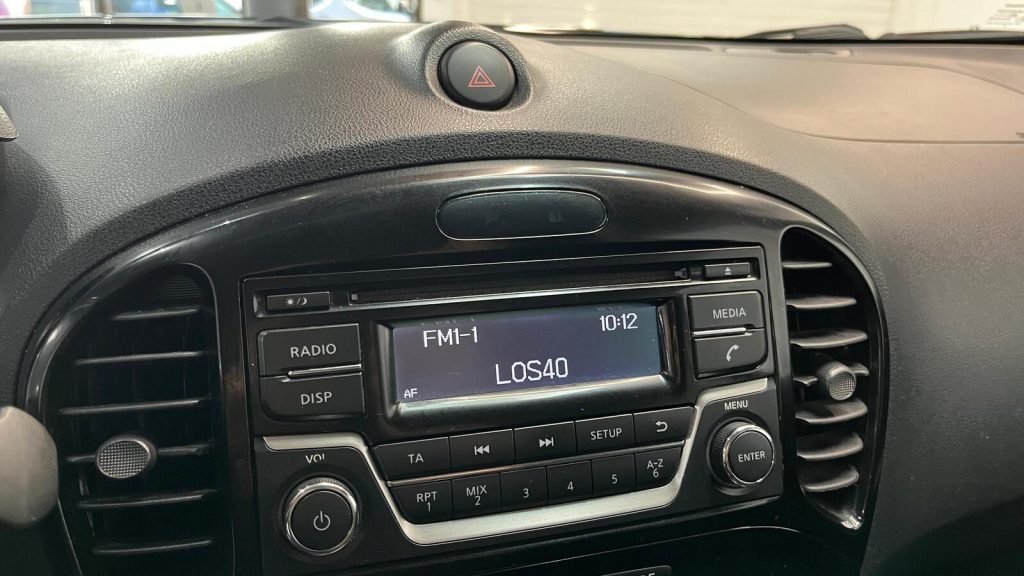 FM1-1 10:12
LOS40
AF
RADIO
DISP
MEDIA
VOL
TA
SETUP
MENU
ENTER
RPT
1
MIX
2
3
4
5
A-Z
6